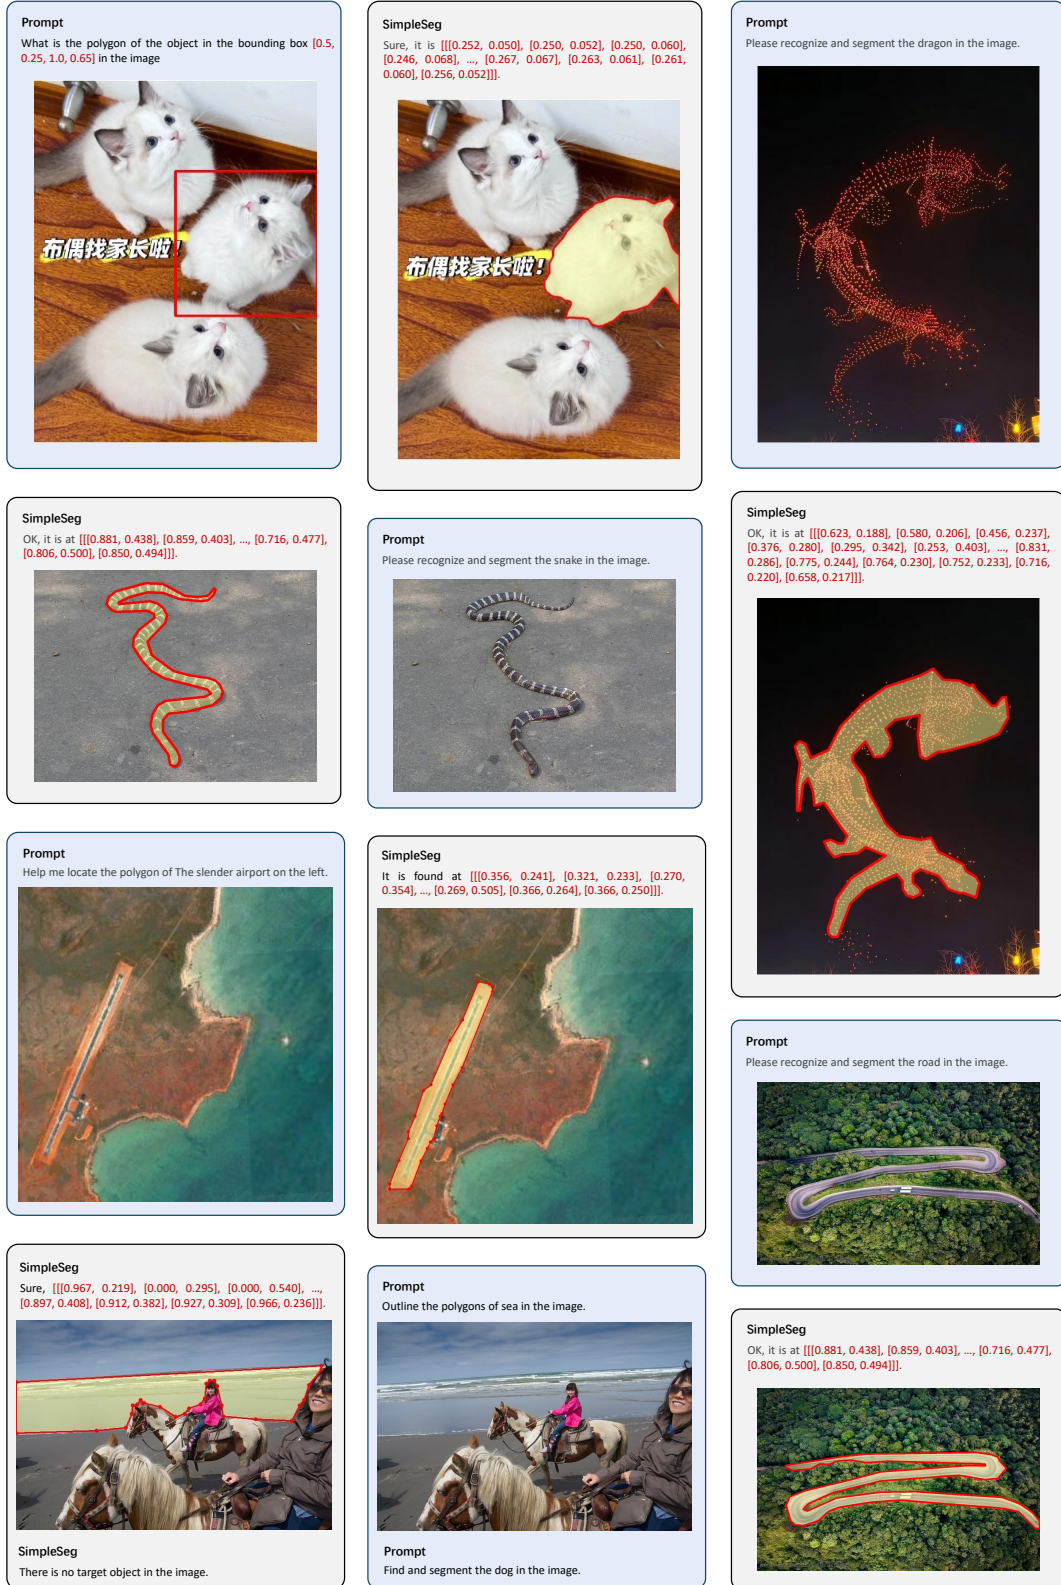 Prompt
What is the polygon of the object in the bounding box [0.5,
0.25, 1.0, 0.65] in the image
布偶找家长啦!
SimpleSeg
Sure, it is [[[0.252, 0.050], [0.250, 0.052], [0.250, 0.060],
[0.246, 0.068], ..., [0.267, 0.067], [0.263, 0.061], [0.261,
0.060], [0.256, 0.052]]].
布偶找家长啦!
Prompt
Please recognize and segment the dragon in the image.
SimpleSeg
OK, it is at [[[0.881, 0.438], [0.859, 0.403], ..., [0.716, 0.477],
[0.806, 0.500], [0.850, 0.494]]].
Prompt
Please recognize and segment the snake in the image.
SimpleSeg
OK, it is at [[[0.623, 0.188], [0.580, 0.206], [0.456, 0.237],
[0.376, 0.280], [0.295, 0.342], [0.253, 0.403], ..., [0.831,
0.286], [0.775, 0.244], [0.764, 0.230], [0.752, 0.233], [0.716,
0.220], [0.658, 0.217]]].
Prompt
Help me locate the polygon of The slender airport on the left.
SimpleSeg
It is found at [[[0.356, 0.241], [0.321, 0.233], [0.270,
0.354], ..., [0.269, 0.505], [0.366, 0.264], [0.366, 0.250]]].
Prompt
Please recognize and segment the road in the image.
SimpleSeg
Sure, [[[0.967, 0.219], [0.000, 0.295], [0.000, 0.540], ...,
[0.897, 0.408], [0.912, 0.382], [0.927, 0.309], [0.966, 0.236]]].
SimpleSeg
There is no target object in the image.
Prompt
Outline the polygons of sea in the image.
Prompt
Find and segment the dog in the image.
SimpleSeg
OK, it is at [[[0.881, 0.438], [0.859, 0.403], ..., [0.716, 0.477],
[0.806, 0.500], [0.850, 0.494]]].